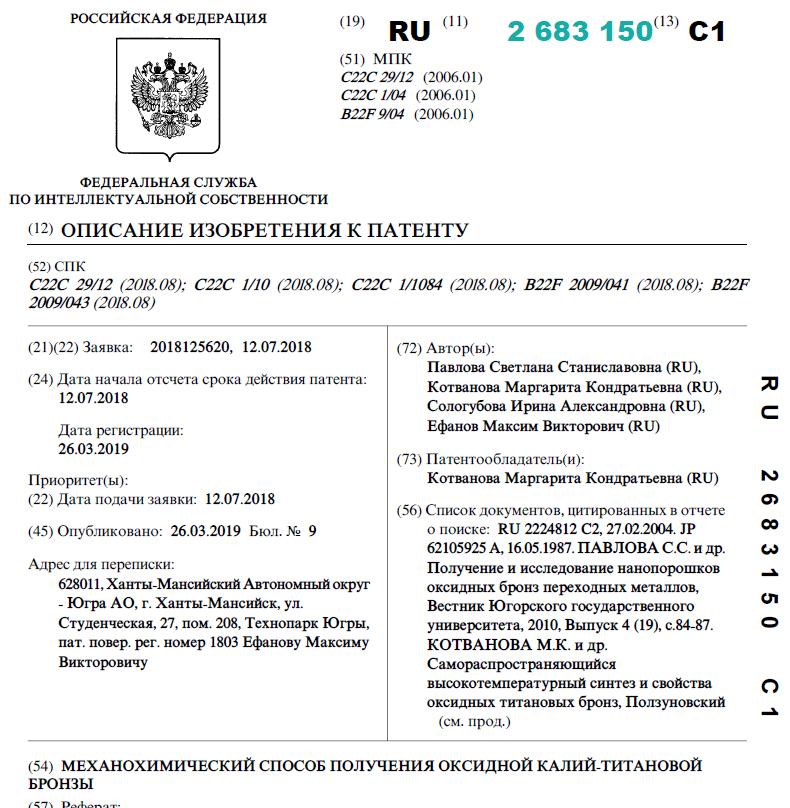 РОССИЙСКАЯ ФЕДЕРАЦИЯ
(19) RU (11) 2 683 150 (13) C1
(51) МПК
C22C 29/12 (2006.01)
C22C 1/04 (2006.01)
B22F 9/04 (2006.01)
ФЕДЕРАЛЬНАЯ СЛУЖБА
ПО ИНТЕЛЛЕКТУАЛЬНОЙ СОБСТВЕННОСТИ
(12) ОПИСАНИЕ ИЗОБРЕТЕНИЯ К ПАТЕНТУ
(52) СПК
C22C 29/12 (2018.08); C22C 1/10 (2018.08); C22C 1/1084 (2018.08); B22F 2009/041 (2018.08); B22F
2009/043 (2018.08)
(21)(22) Заявка: 2018125620, 12.07.2018
(24) Дата начала отсчета срока действия патента:
12.07.2018
Дата регистрации:
26.03.2019
Приоритет(ы):
(22) Дата подачи заявки: 12.07.2018
(45) Опубликовано: 26.03.2019 Бюл. № 9
Адрес для переписки:
628011, Ханты-Мансийский Автономный округ
- Югра АО, г. Ханты-Мансийск, ул.
Студенческая, 27, пом. 208, Технопарк Югры,
пат. повер. рег. номер 1803 Ефанову Максиму
Викторовичу
(72) Автор(ы):
Павлова Светлана Станиславовна (RU),
Котванова Маргарита Кондратьевна (RU),
Сологубова Ирина Александровна (RU),
Ефанов Максим Викторович (RU)
(73) Патентообладатель(и):
Котванова Маргарита Кондратьевна (RU)
(56) Список документов, цитированных в отчете
о поиске: RU 2224812 C2, 27.02.2004. JP
62105925 A, 16.05.1987. ПАВЛОВА С.С. и др.
Получение и исследование нанопорошков
оксидных бронз переходных металлов,
Вестник Югорского государственного
университета, 2010, Выпуск 4 (19), с.84-87.
КОТВАНОВА М.К. и др.
Самораспространяющийся
высокотемпературный синтез и свойства
оксидных титановых бронз, Ползуновский
(см. прод.)
RU 2683150 C1
(54) МЕХАНОХИМИЧЕСКИЙ СПОСОБ ПОЛУЧЕНИЯ ОКСИДНОЙ КАЛИЙ-ТИТАНОВОЙ
БРОНЗЫ
(57) Реферат: